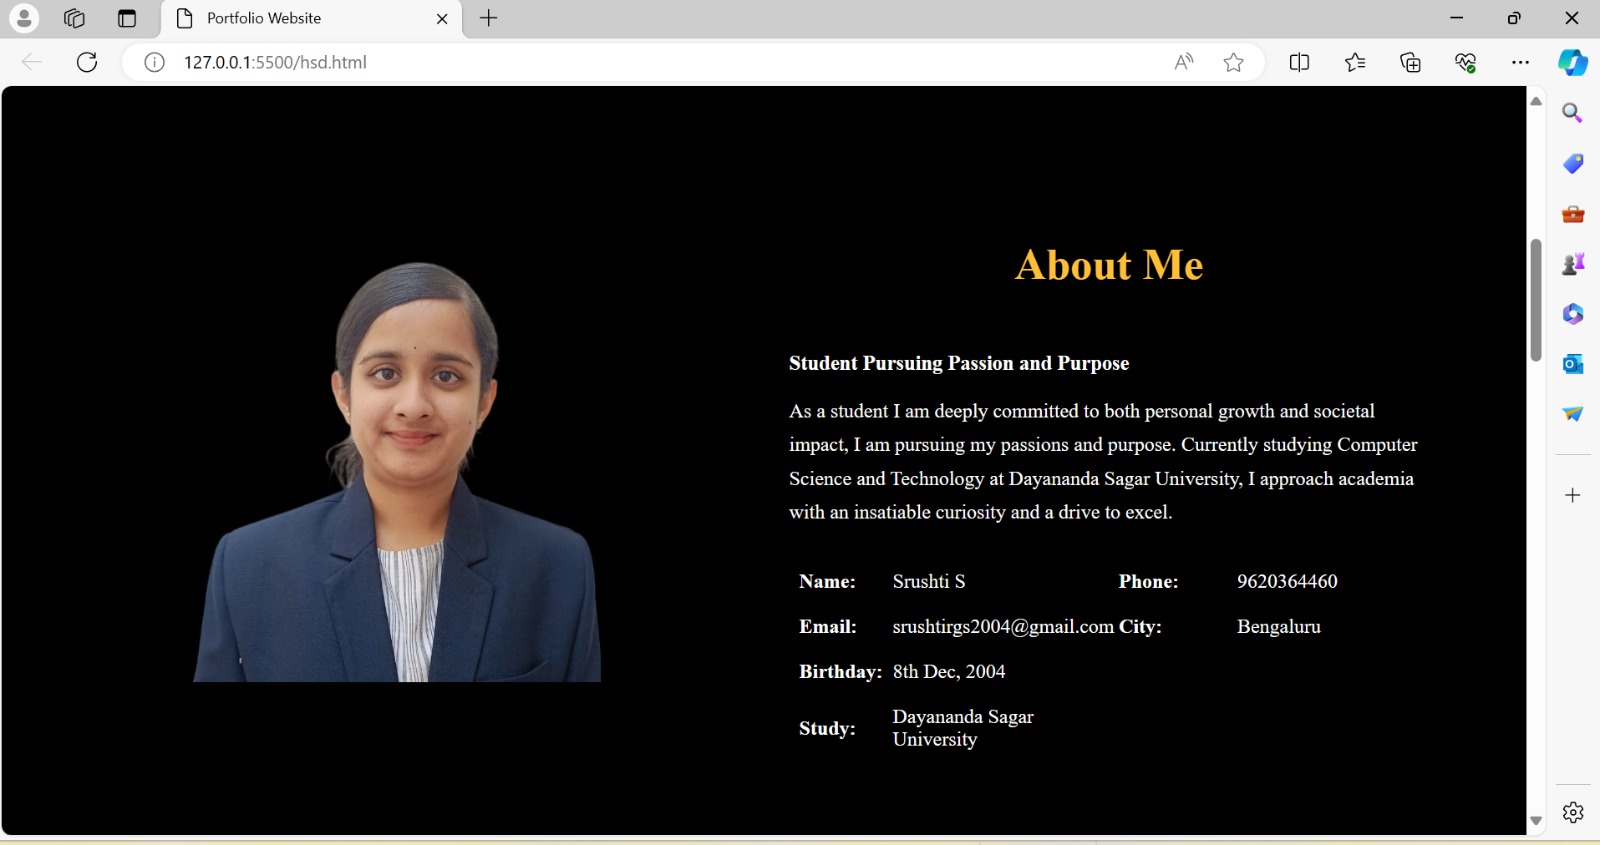 Portfolio Website
127.0.0.1:5500/hsd.html
About Me
Student Pursuing Passion and Purpose
As a student I am deeply committed to both personal growth and societal
impact, I am pursuing my passions and purpose. Currently studying Computer
Science and Technology at Dayananda Sagar University, I approach academia
with an insatiable curiosity and a drive to excel.
Name: Srushti S Phone: 9620364460
Email: srushtirgs2004@gmail.com City: Bengaluru
Birthday: 8th Dec, 2004
Study: Dayananda Sagar
University